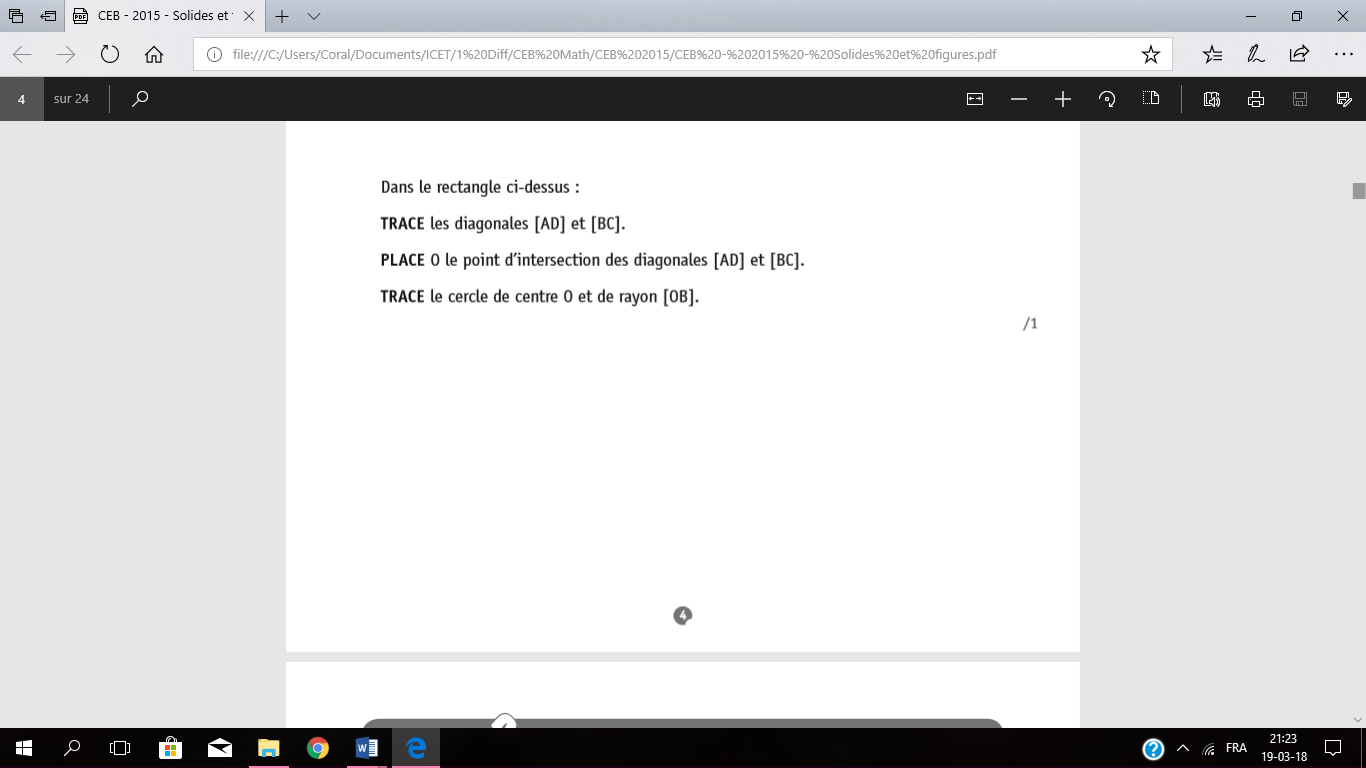 CEB - 2015 - Solides et
file:///C:/Users/Coral/Documents/ICET/1%20Diff/CEB%20Math/CEB%202015/CEB%20-%202015%20-%20Solides%20et%20figures.pdf
4 sur 24
Dans le rectangle ci-dessus :
TRACE les diagonales [AD] et [BC].
PLACE O le point d'intersection des diagonales [AD] et [BC].
TRACE le cercle de centre O et de rayon [OB].
/1
4
FRA
21:23
19-03-18